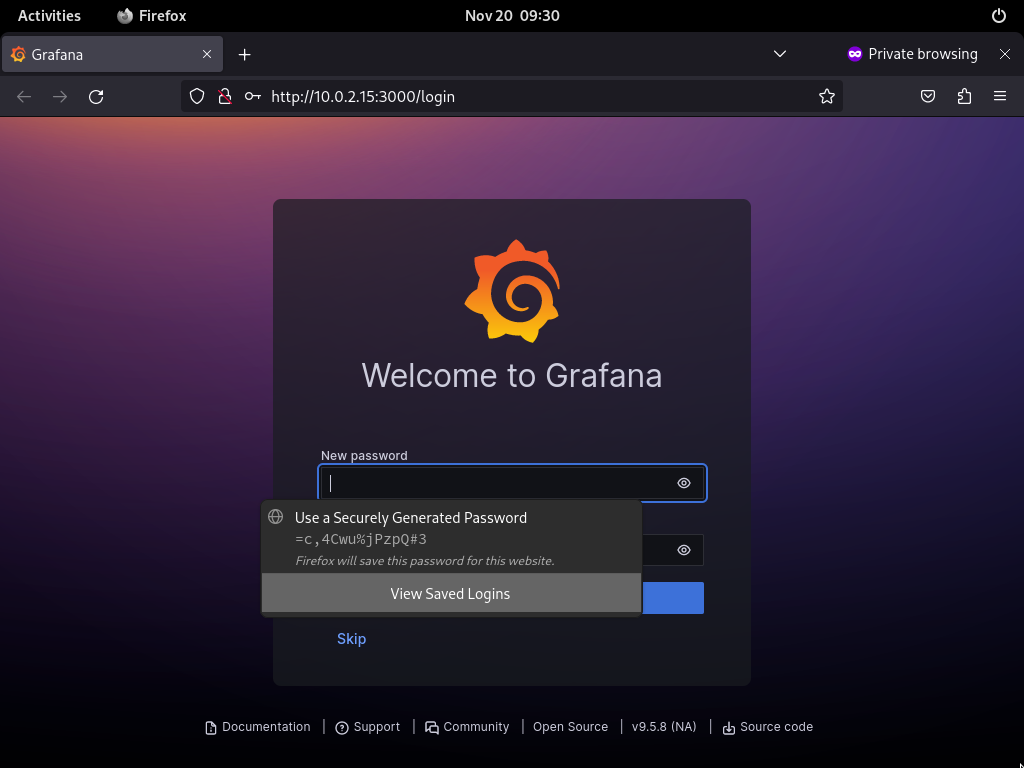 Activities Firefox Nov 20 09:30
Grafana Private browsing
http://10.0.2.15:3000/login
Welcome to Grafana
New password
Use a Securely Generated Password
=c,4Cwu%jPzpQ#3
Firefox will save this password for this website.
View Saved Logins
Skip
Documentation | Support | Community | Open Source | v9.5.8 (NA) | Source code